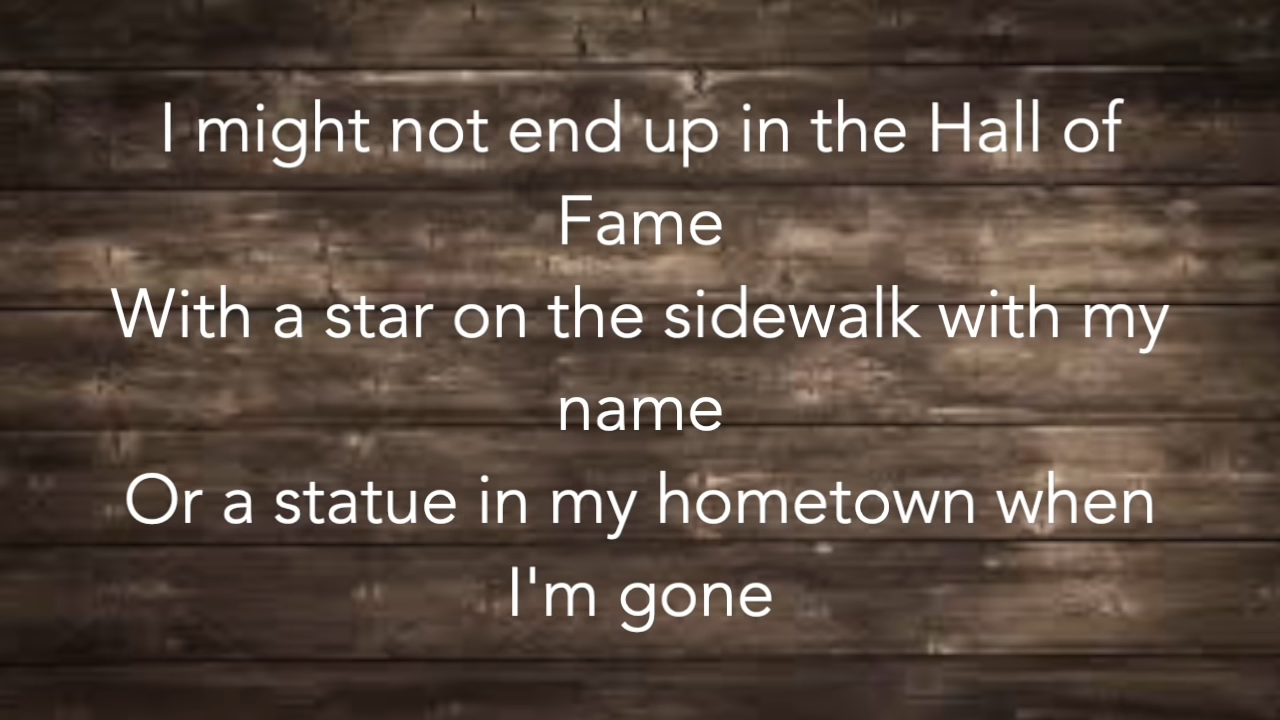 I might not end up in the Hall of
Fame
With a star on the sidewalk with my
name
Or a statue in my hometown when
I'm gone